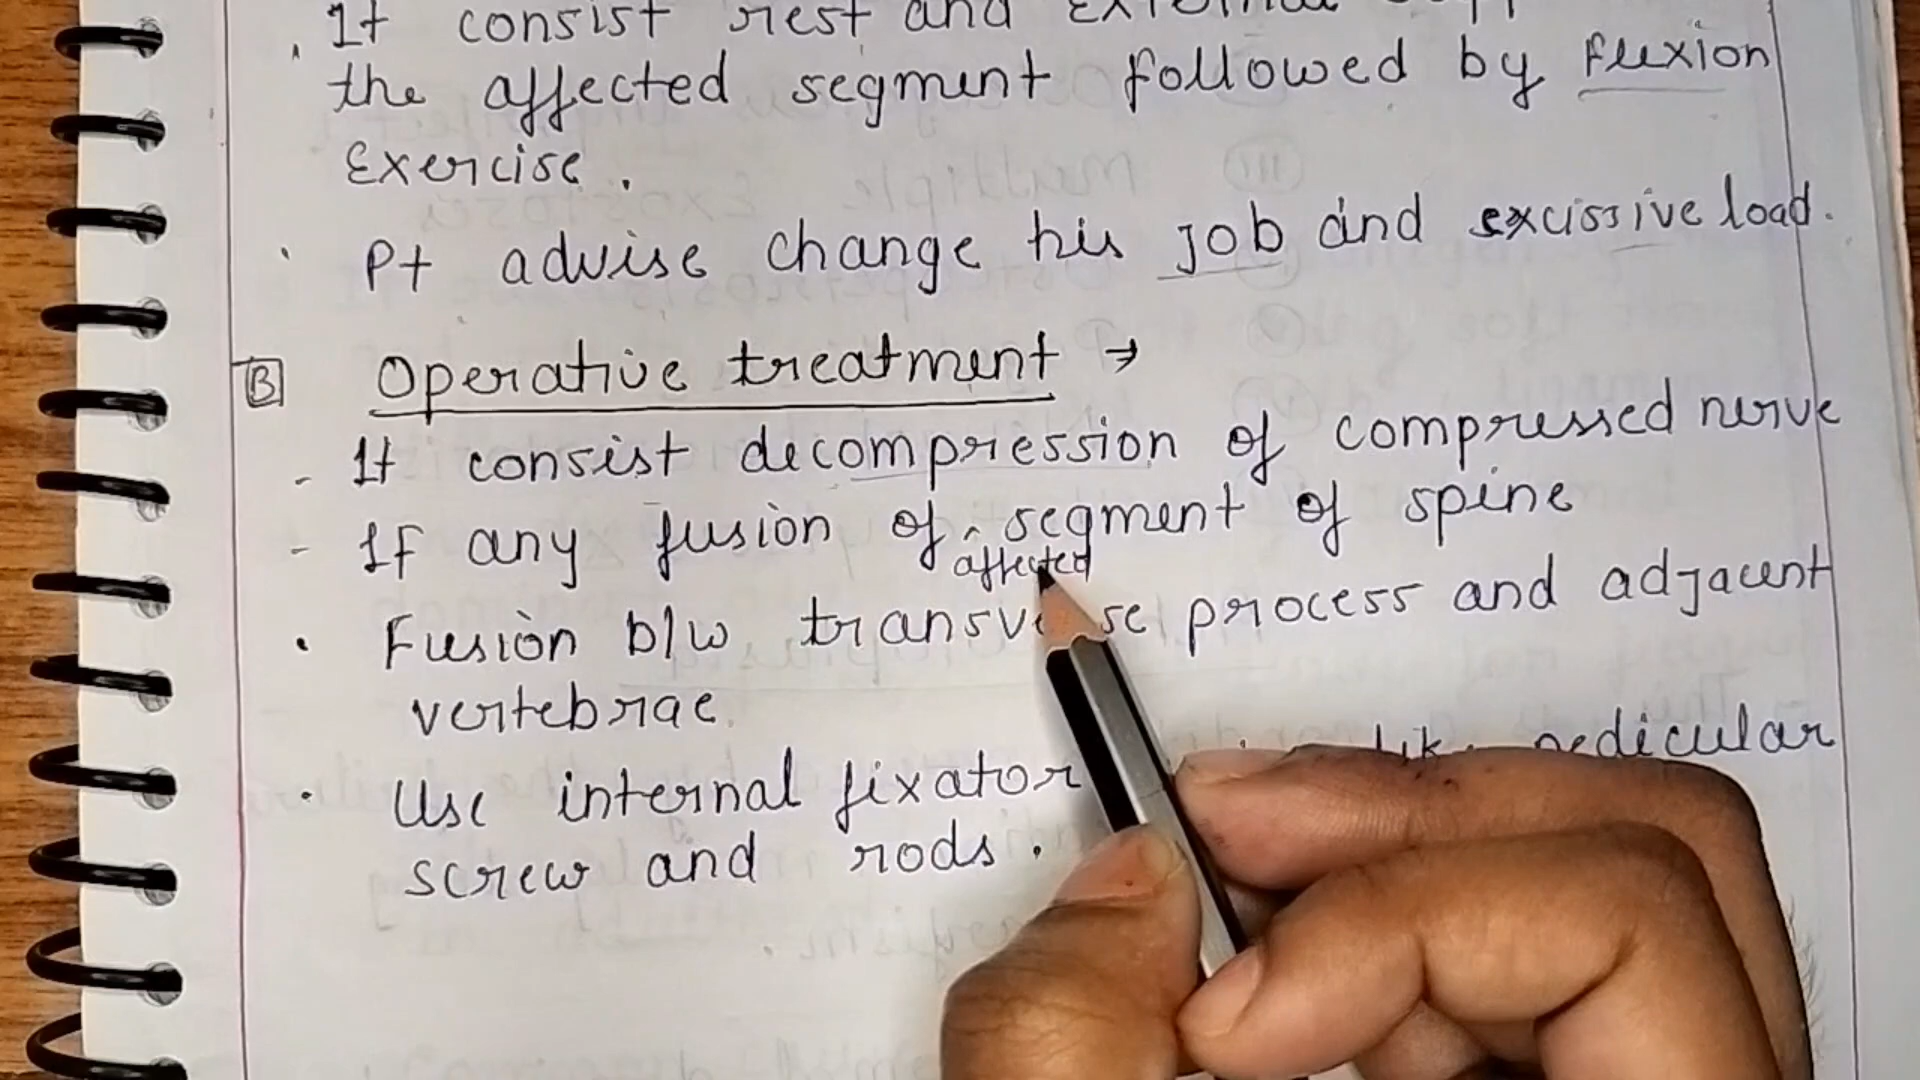 It consist rest and
the affected segment followed by flexion
Exercise.
Pt advise change his job and excissive load.
B Operative treatment →
- It consist decompression of compressed nerve
- If any fusion of ^ segment of spine
affected
• Fusion b/w transve se process and adjacent
vertebrae
• Use internal fixator pedicular
screw and rods.